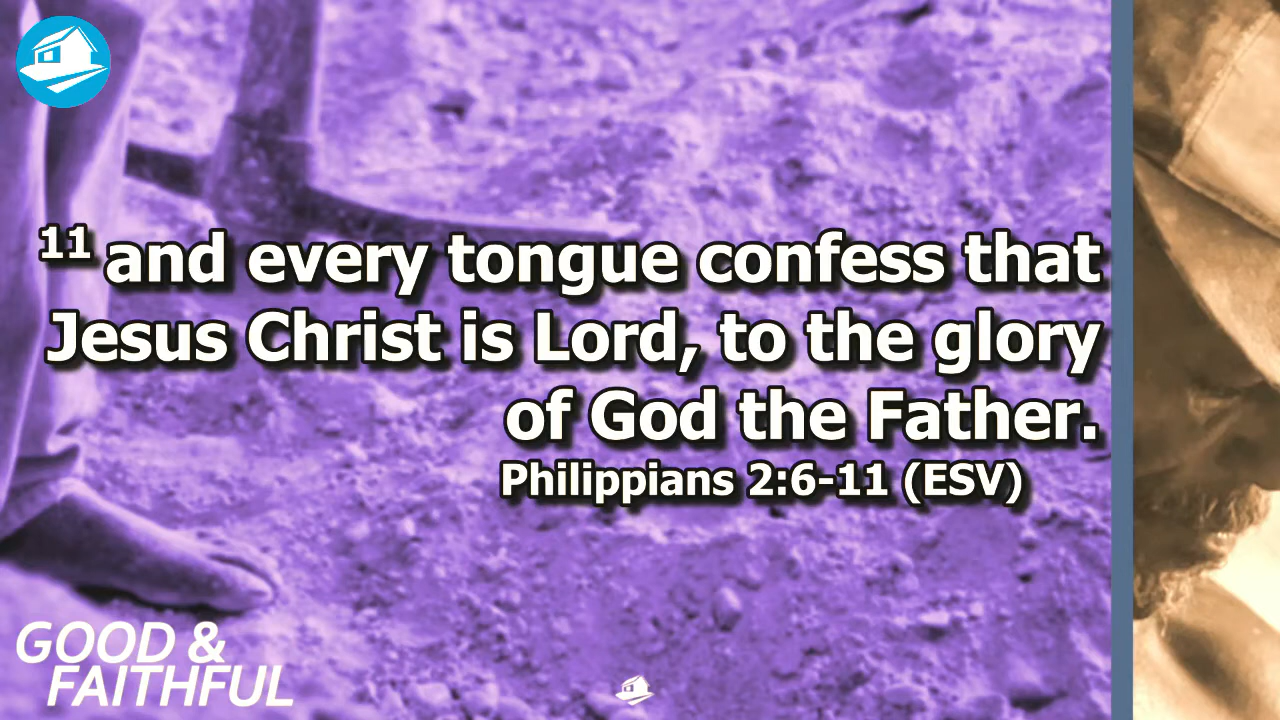 11 and every tongue confess that
Jesus Christ is Lord, to the glory
of God the Father.
Philippians 2:6-11 (ESV)
GOOD &
FAITHFUL